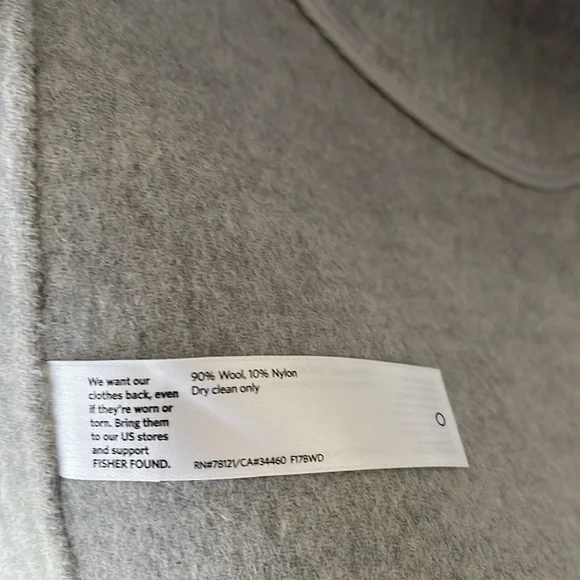 We want our
clothes back, even
if they're worn or
torn. Bring them
to our US stores
and support
FISHER FOUND.
90% Wool, 10% Nylon
Dry clean only
RN#78121/CA#34460 F17BWD